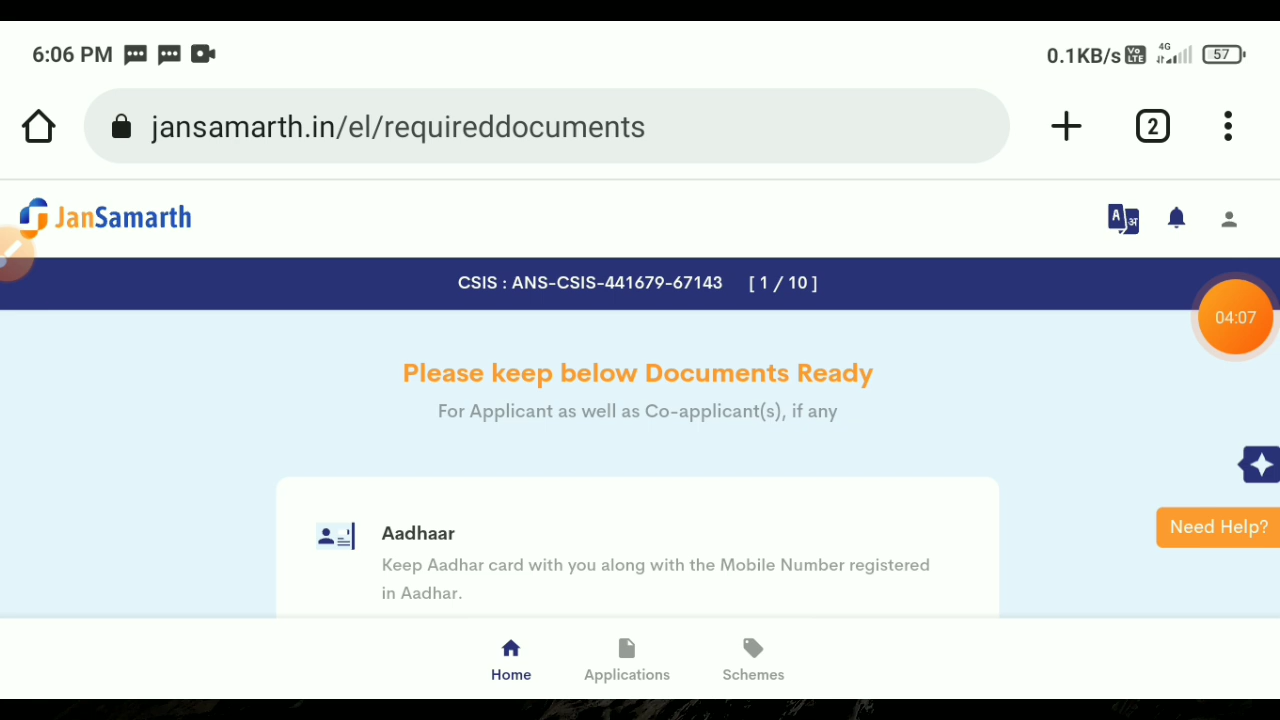 6:06 PM
0.1KB/s Vo LTE 4G 57
jansamarth.in/el/requireddocuments
2
JanSamarth
A अ
CSIS : ANS-CSIS-441679-67143 [ 1 / 10 ]
04:07
Please keep below Documents Ready
For Applicant as well as Co-applicant(s), if any
Need Help?
Aadhaar
Keep Aadhar card with you along with the Mobile Number registered
in Aadhar.
Home Applications Schemes